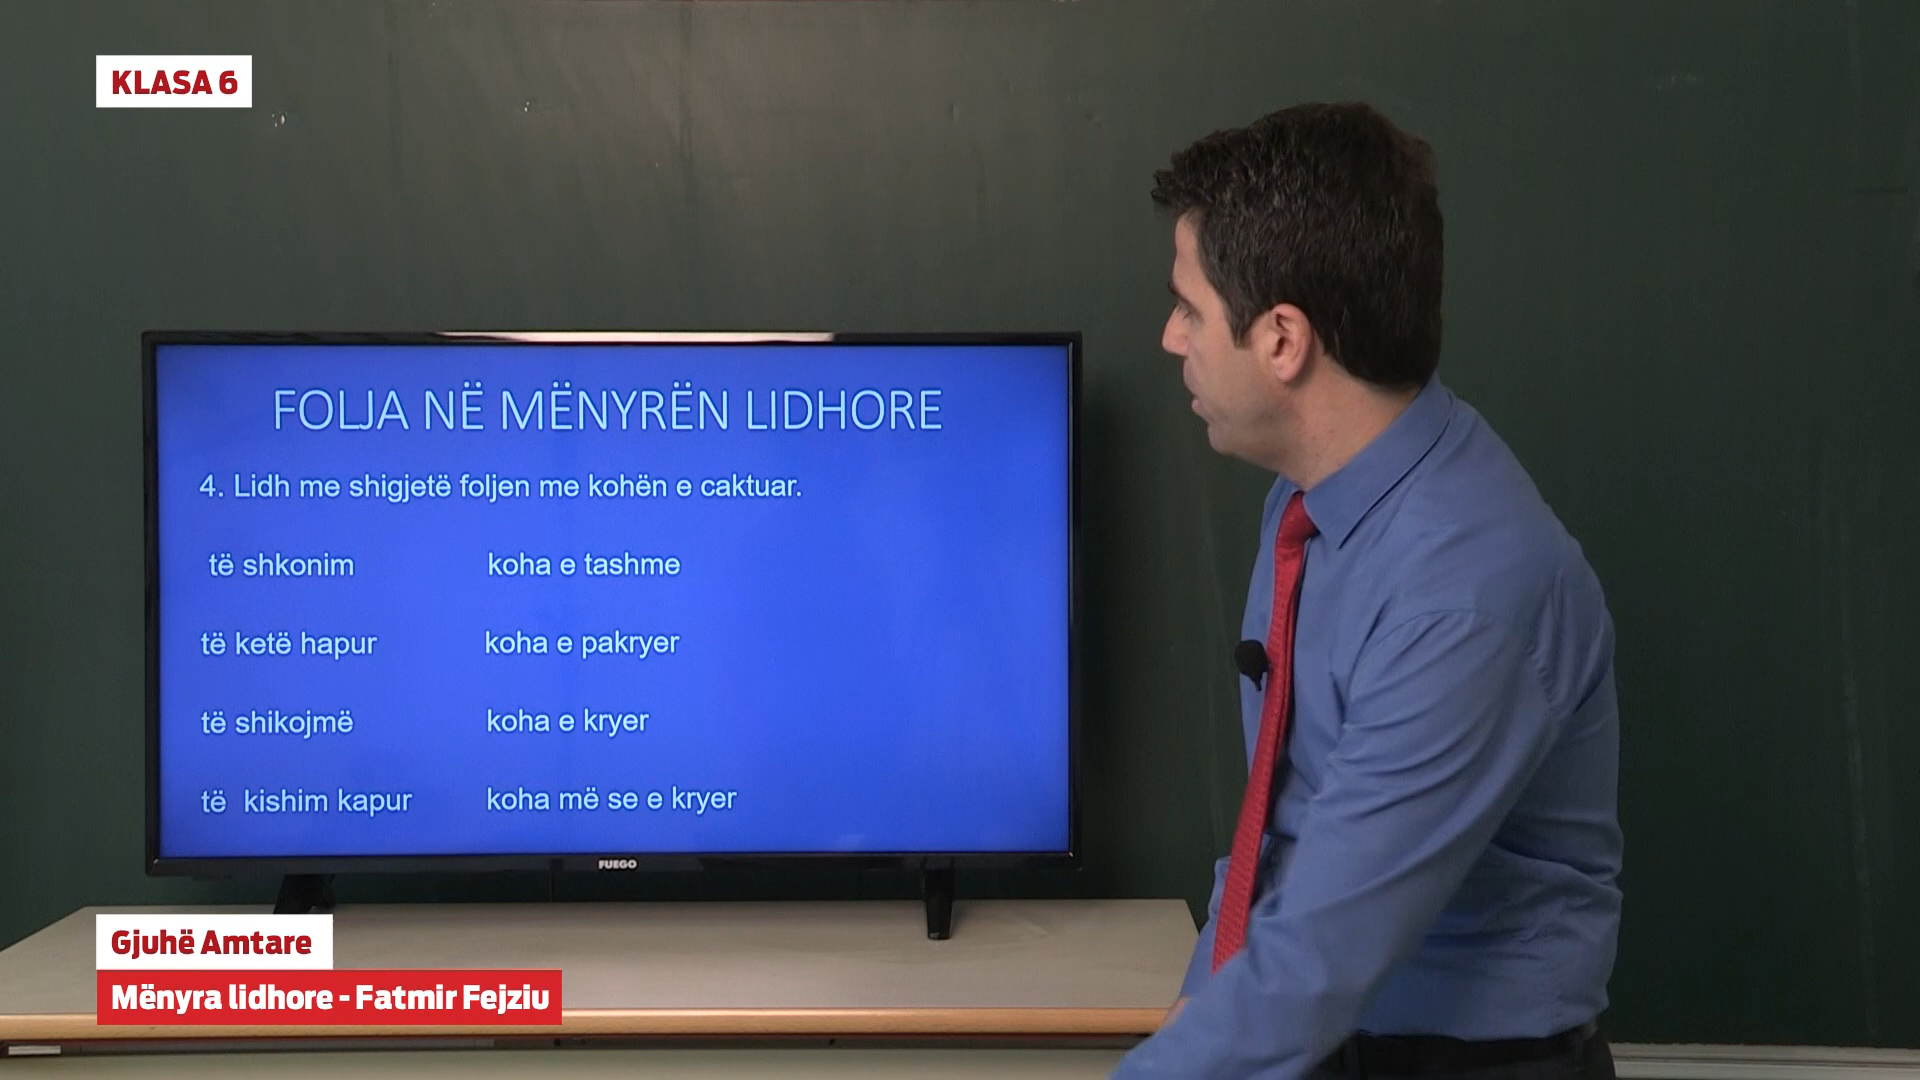 KLASA 6
FOLJA NË MËNYRËN LIDHORE
4. Lidh me shigjetë foljen me kohën e caktuar.
të shkonim koha e tashme
të ketë hapur koha e pakryer
të shikojmë koha e kryer
të kishim kapur koha më se e kryer
FUEGO
Gjuhë Amtare
Mënyra lidhore - Fatmir Fejziu